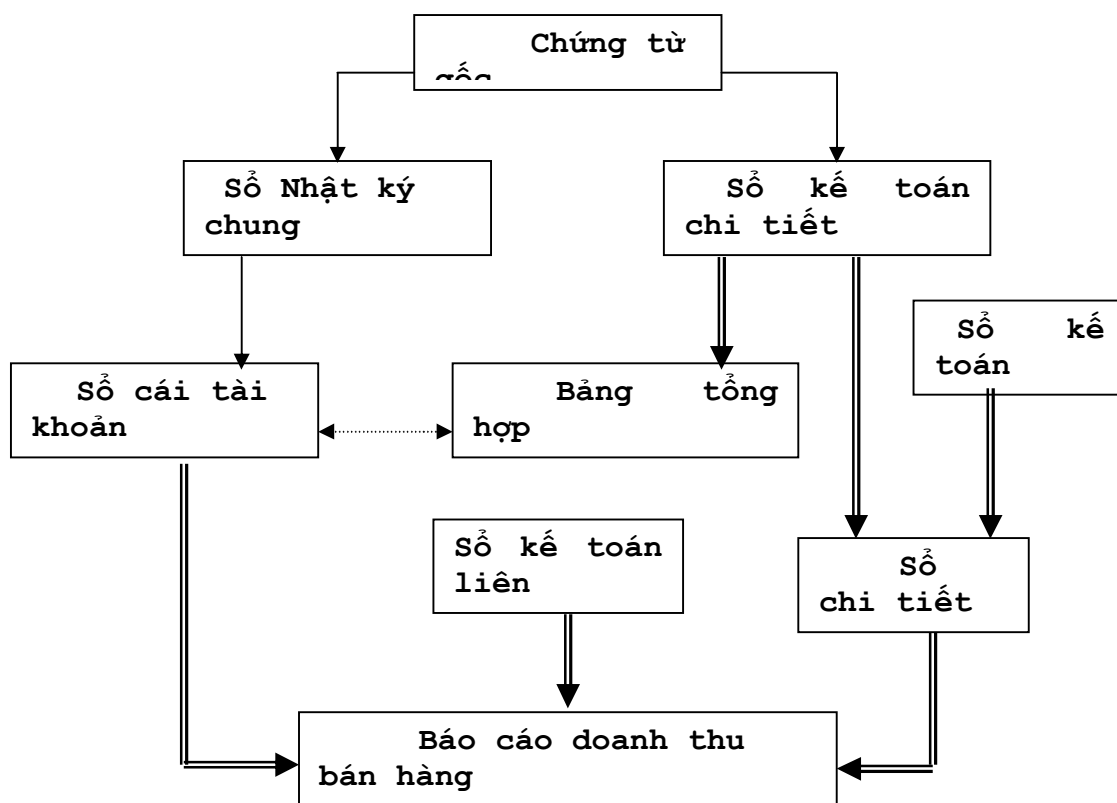 Chứng từ
gốc
Sổ Nhật ký
chung
Sổ kế toán
chi tiết
Sổ kế
toán
Sổ cái tài
khoản
Bảng tổng
hợp
Sổ kế toán
liên
Sổ
chi tiết
Báo cáo doanh thu
bán hàng